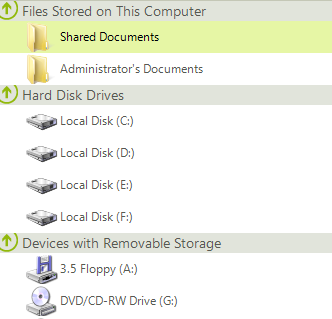 Files Stored on This Computer
Shared Documents
Administrator's Documents
Hard Disk Drives
Local Disk (C:)
Local Disk (D:)
Local Disk (E:)
Local Disk (F:)
Devices with Removable Storage
3.5 Floppy (A:)
DVD/CD-RW Drive (G:)